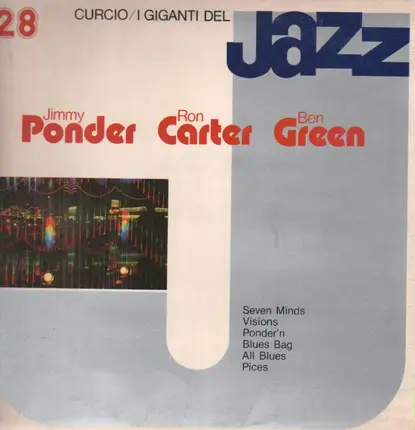 28
CURCIO/I GIGANTI DEL
Jazz
Jimmy Ron Ben
Ponder Carter Green
Seven Minds
Visions
Ponder'n
Blues Bag
All Blues
Pices